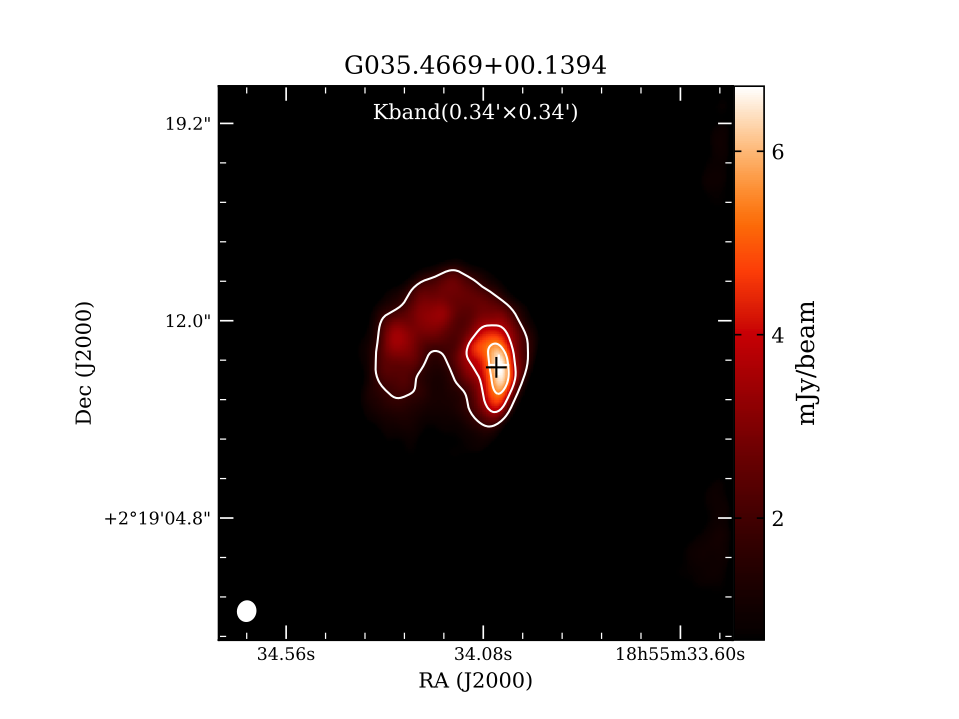 G035.4669+00.1394
Kband(0.34'×0.34')
19.2"
12.0"
+2°19'04.8"
Dec (J2000)
34.56s
34.08s
18h55m33.60s
RA (J2000)
6
4
2
mJy/beam